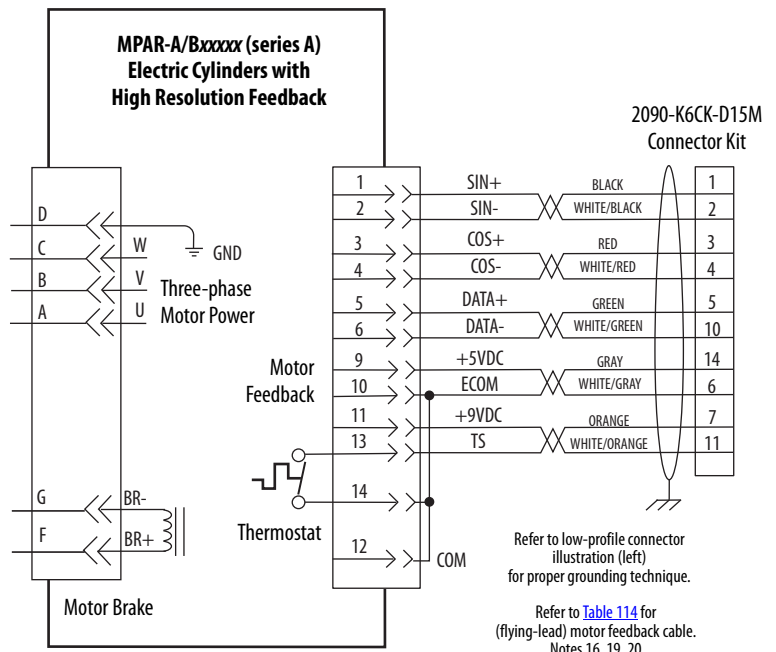 MPAR-A/Bxxxxx (series A)
Electric Cylinders with
High Resolution Feedback
2090-K6CK-D15M
Connector Kit
D
C
B
A
GND
W
V
U
Three-phase
Motor Power
G
F
BR-
BR+
Motor Brake
Motor
Feedback
Thermostat
1 SIN+ BLACK 1
2 SIN- WHITE/BLACK 2
3 COS+ RED 3
4 COS- WHITE/RED 4
5 DATA+ GREEN 5
6 DATA- WHITE/GREEN 10
9 +5VDC GRAY 14
10 ECOM WHITE/GRAY 6
11 +9VDC ORANGE 7
13 TS WHITE/ORANGE 11
14
12 COM
Refer to low-profile connector
illustration (left)
for proper grounding technique.
Refer to Table 114 for
(flying-lead) motor feedback cable.
Notes 16, 19, 20